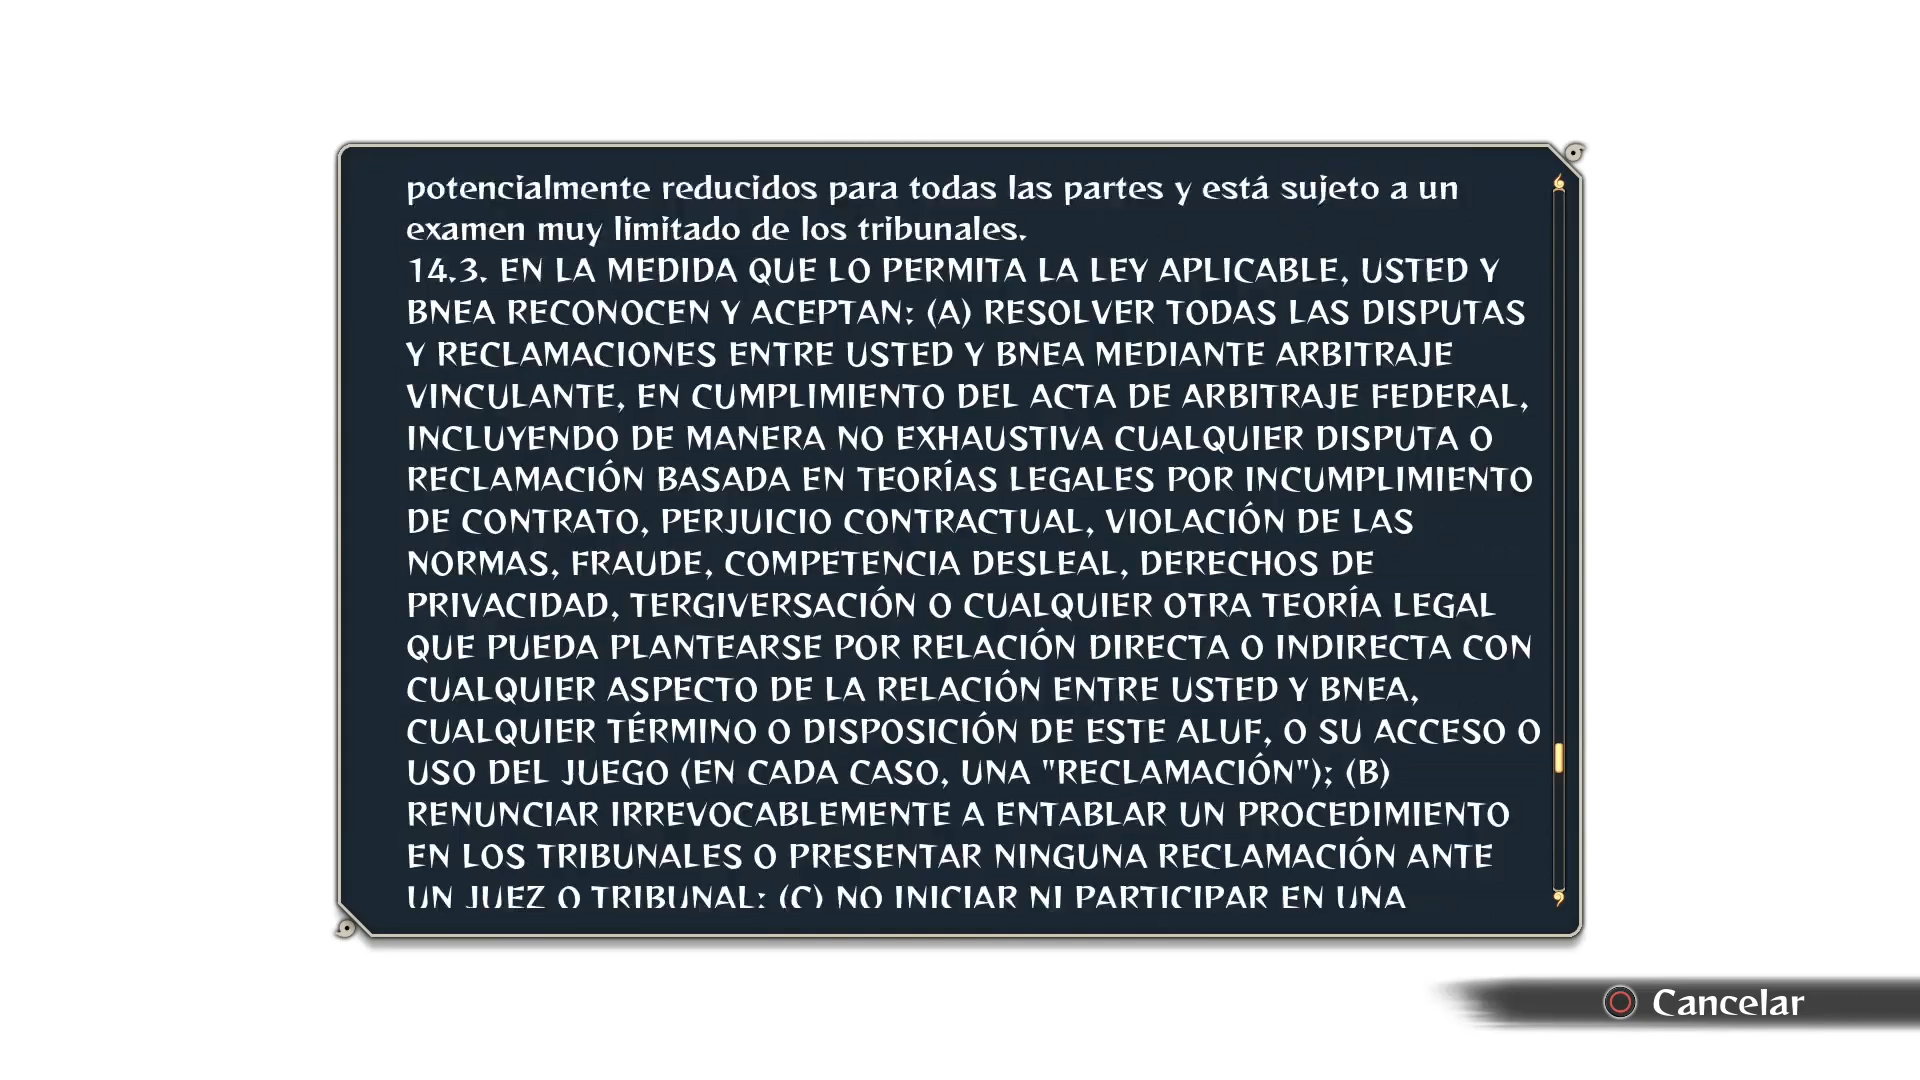 potencialmente reducidos para todas las partes y está sujeto a un
examen muy limitado de los tribunales.
14.3. EN LA MEDIDA QUE LO PERMITA LA LEY APLICABLE, USTED Y
BNEA RECONOCEN Y ACEPTAN: (A) RESOLVER TODAS LAS DISPUTAS
Y RECLAMACIONES ENTRE USTED Y BNEA MEDIANTE ARBITRAJE
VINCULANTE, EN CUMPLIMIENTO DEL ACTA DE ARBITRAJE FEDERAL,
INCLUYENDO DE MANERA NO EXHAUSTIVA CUALQUIER DISPUTA O
RECLAMACIÓN BASADA EN TEORÍAS LEGALES POR INCUMPLIMIENTO
DE CONTRATO, PERJUICIO CONTRACTUAL, VIOLACIÓN DE LAS
NORMAS, FRAUDE, COMPETENCIA DESLEAL, DERECHOS DE
PRIVACIDAD, TERGIVERSACIÓN O CUALQUIER OTRA TEORÍA LEGAL
QUE PUEDA PLANTEARSE POR RELACIÓN DIRECTA O INDIRECTA CON
CUALQUIER ASPECTO DE LA RELACIÓN ENTRE USTED Y BNEA,
CUALQUIER TÉRMINO O DISPOSICIÓN DE ESTE ALUF, O SU ACCESO O
USO DEL JUEGO (EN CADA CASO, UNA "RECLAMACIÓN"); (B)
RENUNCIAR IRREVOCABLEMENTE A ENTABLAR UN PROCEDIMIENTO
EN LOS TRIBUNALES O PRESENTAR NINGUNA RECLAMACIÓN ANTE
UN JUEZ O TRIBUNAL; (C) NO INICIAR NI PARTICIPAR EN UNA
Cancelar